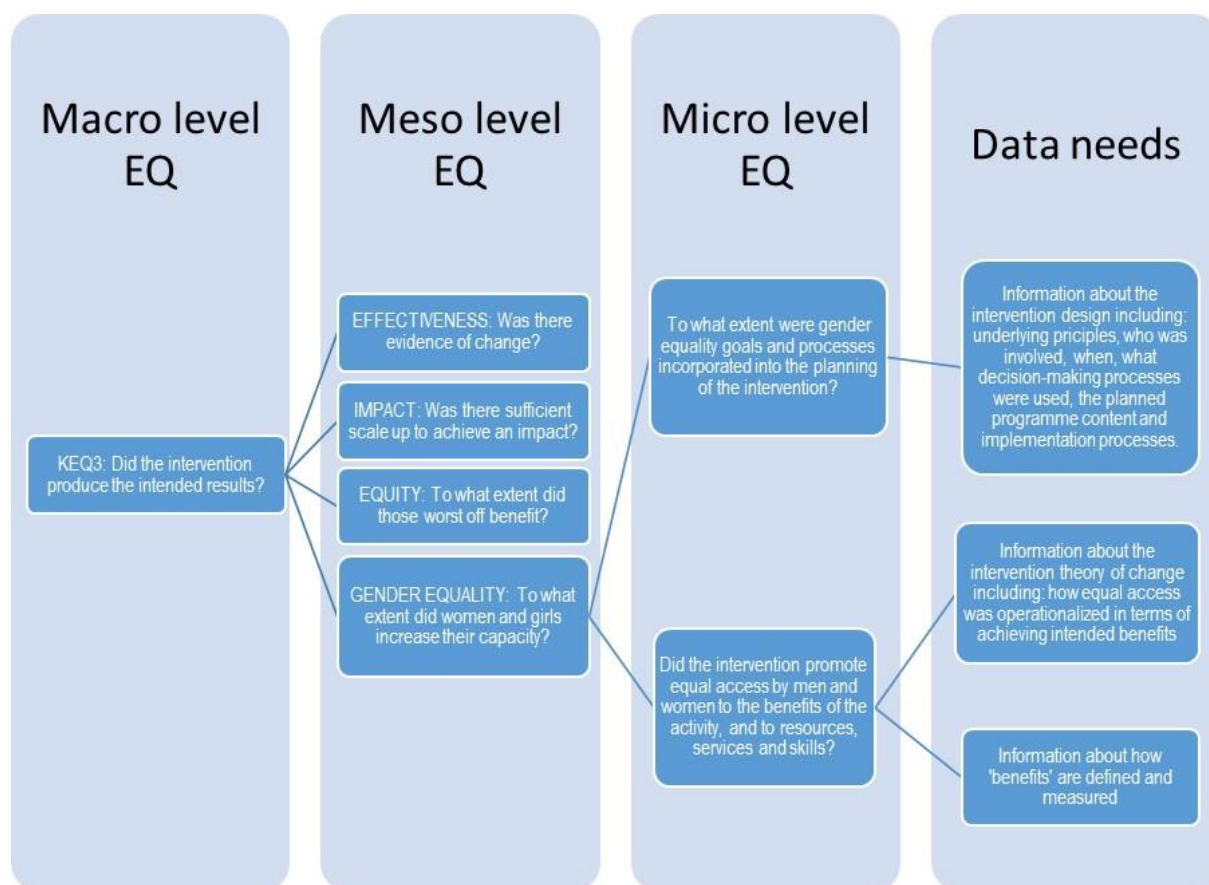 Macro level
EQ
Meso level
EQ
Micro level
EQ
Data needs
KEQ3: Did the intervention
produce the intended results?
EFFECTIVENESS: Was there
evidence of change?
IMPACT: Was there sufficient
scale up to achieve an impact?
EQUITY: To what extent did
those worst off benefit?
GENDER EQUALITY: To what
extent did women and girls
increase their capacity?
To what extent were gender
equality goals and processes
incorporated into the planning
of the intervention?
Did the intervention promote
equal access by men and
women to the benefits of the
activity, and to resources,
services and skills?
Information about the
intervention design including:
underlying priciples, who was
involved, when, what
decision-making processes
were used, the planned
programme content and
implementation processes.
Information about the
intervention theory of change
including: how equal access
was operationalized in terms of
achieving intended benefits
Information about how
'benefits' are defined and
measured